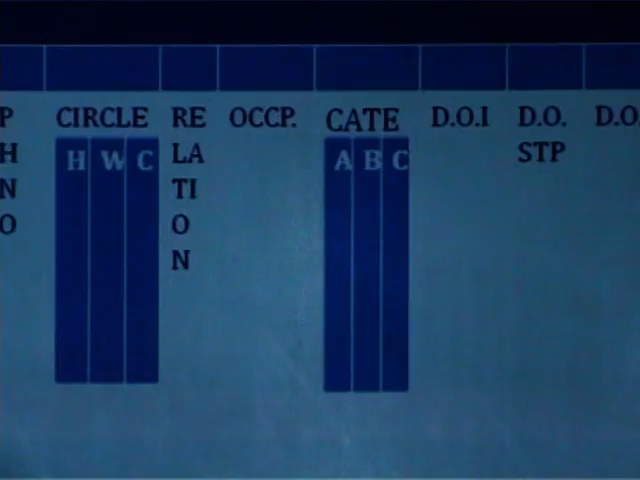 P H N O
CIRCLE
H W C
RE LA TI O N
OCCP.
CATE
A B C
D.O.I
D.O. STP
D.O.